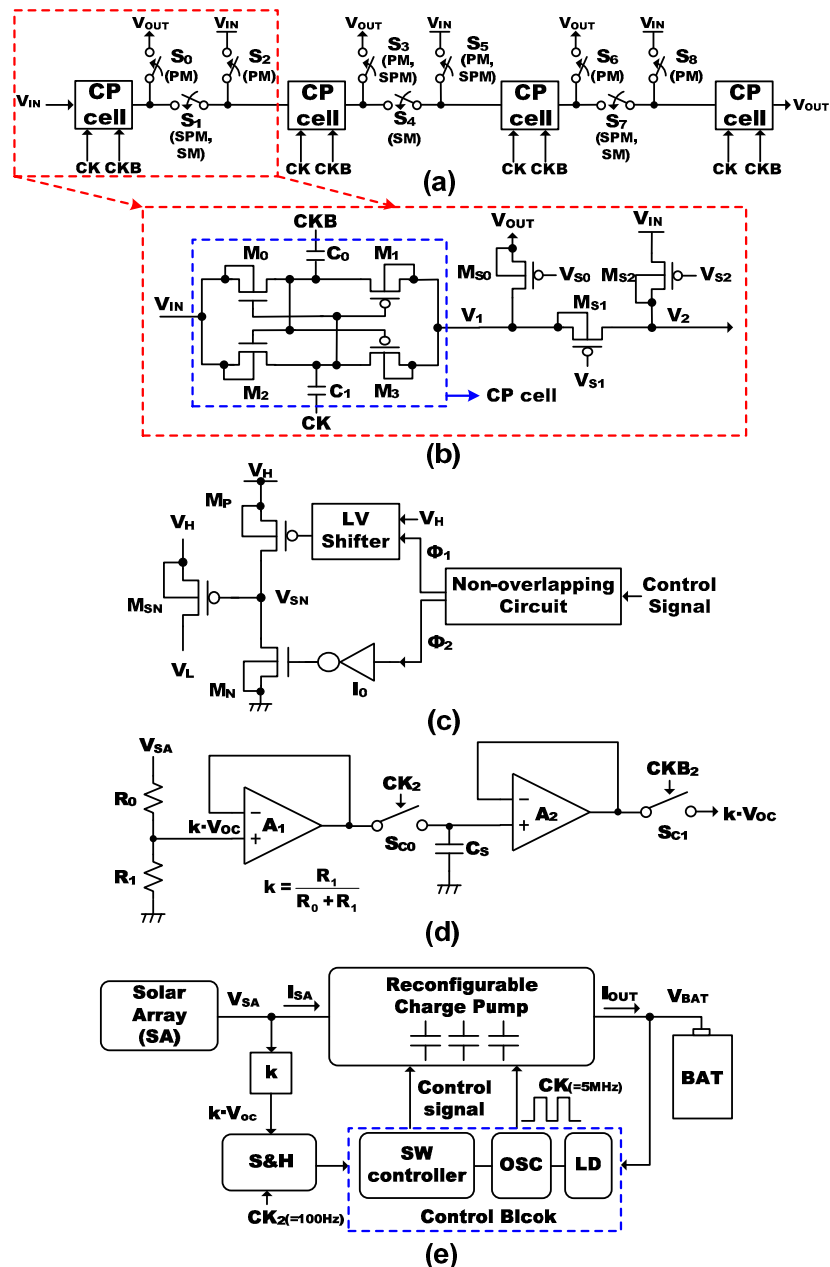 VOUT VIN VOUT VIN VOUT VIN
S0 (PM) S2 (PM) S3 (PM, SPM) S5 (PM, SPM) S6 (PM) S8 (PM)
VIN CP cell CP cell CP cell CP cell VOUT
S1 (SPM, SM) S4 (SM) S7 (SPM, SM)
CK CKB CK CKB CK CKB CK CKB
(a)
CKB VOUT VIN
M0 C0 M1 MS0 VS0 MS2 VS2
VIN V1 MS1 V2
M2 C1 M3 VS1
CK CP cell
(b)
VH
MP LV Shifter VH
VH Φ1
MSN VSN Non-overlapping Circuit Control Signal
VL Φ2
MN I0
(c)
VSA
R0 CK2 CKB2
k·VOC − + A1 − + A2 k·VOC
SC0 CS SC1
R1 k = R1 / R0 + R1
(d)
Solar Array (SA) VSA ISA Reconfigurable Charge Pump IOUT VBAT
k Control signal CK(=5MHz) BAT
k·Voc
S&H SW controller OSC LD
CK2(=100Hz) Control Blcok
(e)